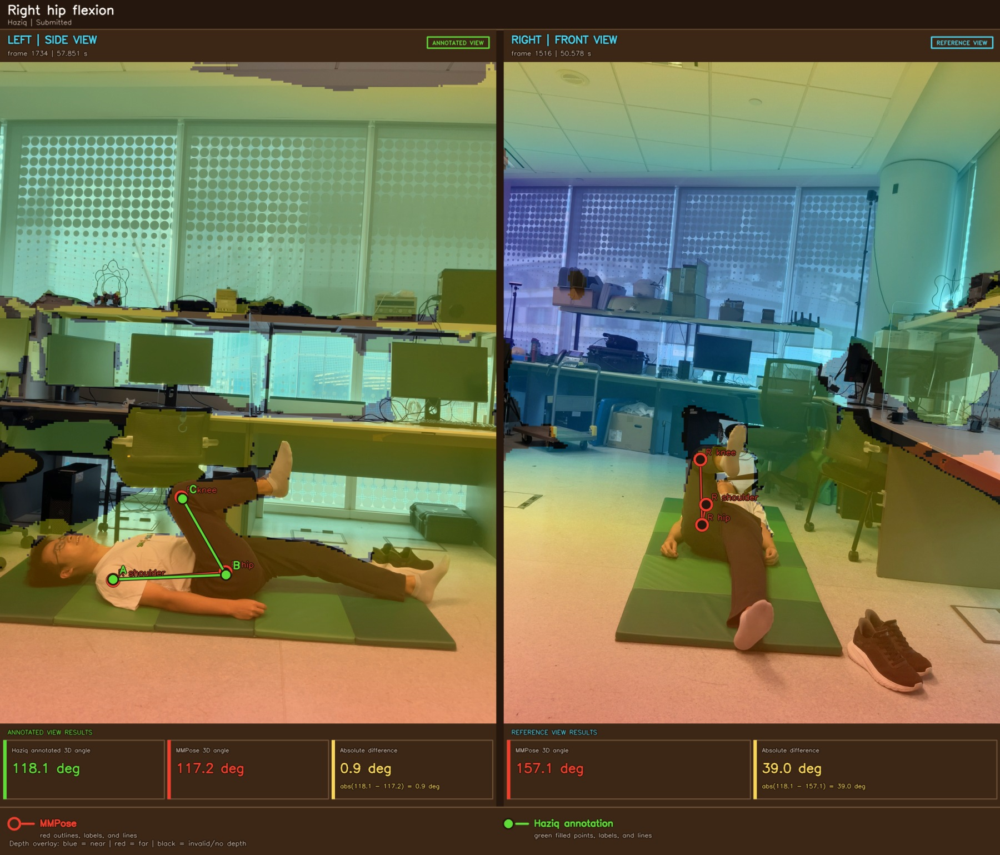 Right hip flexion
Haziq | Submitted
LEFT | SIDE VIEW
frame 1734 | 57.851 s
ANNOTATED VIEW
RIGHT | FRONT VIEW
frame 1516 | 50.578 s
REFERENCE VIEW
C knee
A shoulder
B hip
R knee
R shoulder
R hip
ANNOTATED VIEW RESULTS
Haziq annotated 3D angle
118.1 deg
MMPose 3D angle
117.2 deg
Absolute difference
0.9 deg
abs(118.1 - 117.2) = 0.9 deg
REFERENCE VIEW RESULTS
MMPose 3D angle
157.1 deg
Absolute difference
39.0 deg
abs(118.1 - 157.1) = 39.0 deg
MMPose
red outlines, labels, and lines
Depth overlay: blue = near | red = far | black = invalid/no depth
Haziq annotation
green filled points, labels, and lines